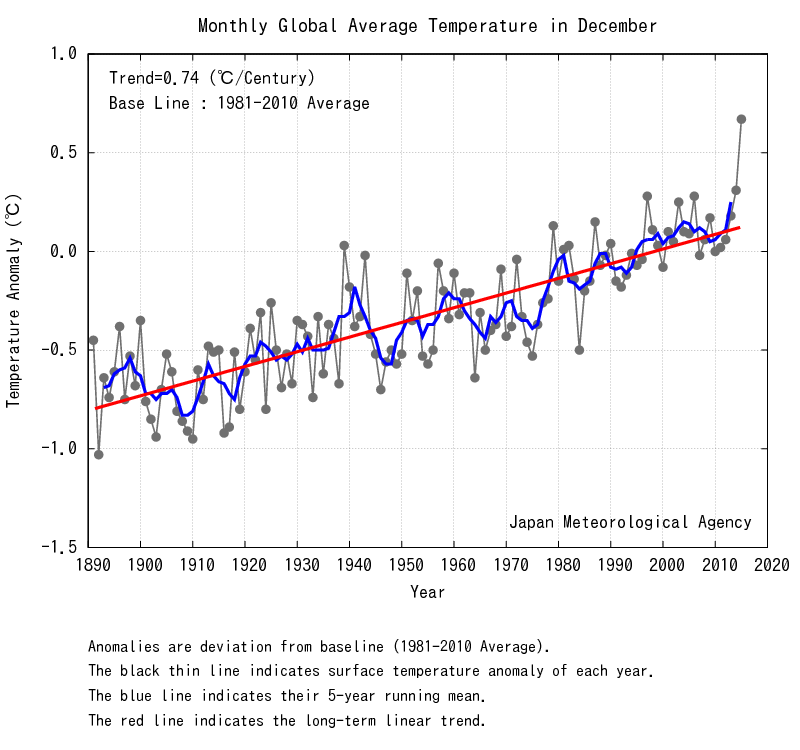 Monthly Global Average Temperature in December
Trend=0.74 (℃/Century)
Base Line : 1981-2010 Average
Temperature Anomaly (℃)
1.0
0.5
0.0
-0.5
-1.0
-1.5
Japan Meteorological Agency
1890 1900 1910 1920 1930 1940 1950 1960 1970 1980 1990 2000 2010 2020
Year
Anomalies are deviation from baseline (1981-2010 Average).
The black thin line indicates surface temperature anomaly of each year.
The blue line indicates their 5-year running mean.
The red line indicates the long-term linear trend.